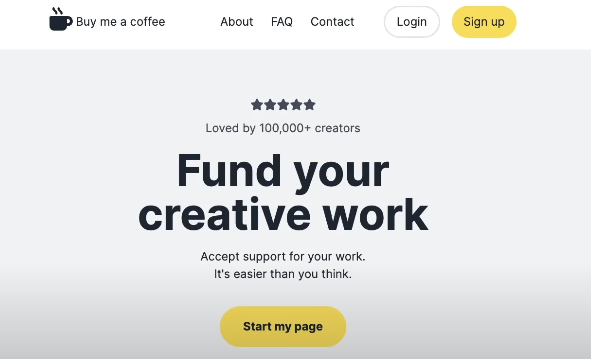 Buy me a coffee
About
FAQ
Contact
Login
Sign up
Loved by 100,000+ creators
Fund your
creative work
Accept support for your work.
It's easier than you think.
Start my page